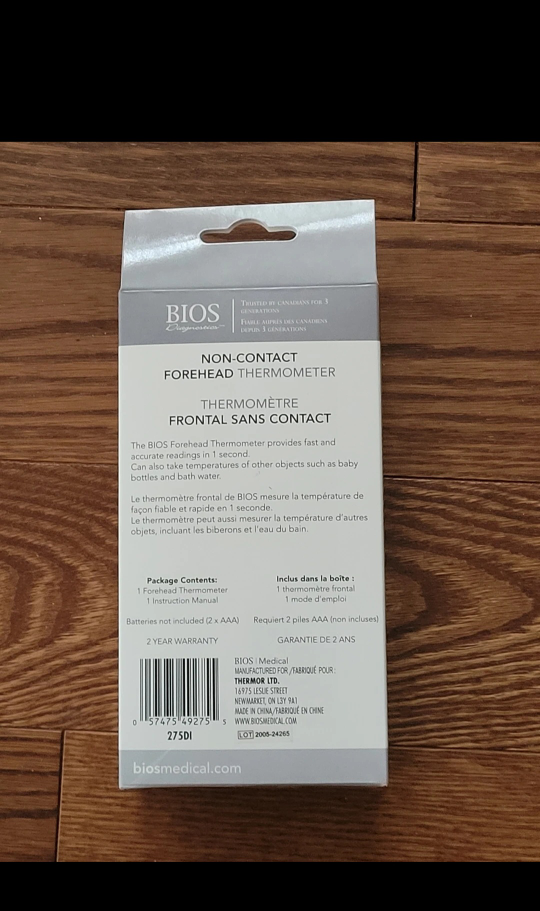 BIOS
Diagnostics™
TRUSTED BY CANADIANS FOR 3
GENERATIONS
FIABLE AUPRÈS DES CANADIENS
DEPUIS 3 GÉNÉRATIONS
NON-CONTACT
FOREHEAD THERMOMETER
THERMOMÈTRE
FRONTAL SANS CONTACT
The BIOS Forehead Thermometer provides fast and
accurate readings in 1 second.
Can also take temperatures of other objects such as baby
bottles and bath water.
Le thermomètre frontal de BIOS mesure la température de
façon fiable et rapide en 1 seconde.
Le thermomètre peut aussi mesurer la température d'autres
objets, incluant les biberons et l'eau du bain.
Package Contents:
1 Forehead Thermometer
1 Instruction Manual
Batteries not included (2 x AAA)
2 YEAR WARRANTY
Inclus dans la boîte :
1 thermomètre frontal
1 mode d'emploi
Requiert 2 piles AAA (non incluses)
GARANTIE DE 2 ANS
0 57475 49275 5
275DI
BIOS | Medical
MANUFACTURED FOR /FABRIQUÉ POUR :
THERMOR LTD.
16975 LESLIE STREET
NEWMARKET, ON L3Y 9A1
MADE IN CHINA/FABRIQUÉ EN CHINE
WWW.BIOSMEDICAL.COM
LOT 2005-24265
biosmedical.com